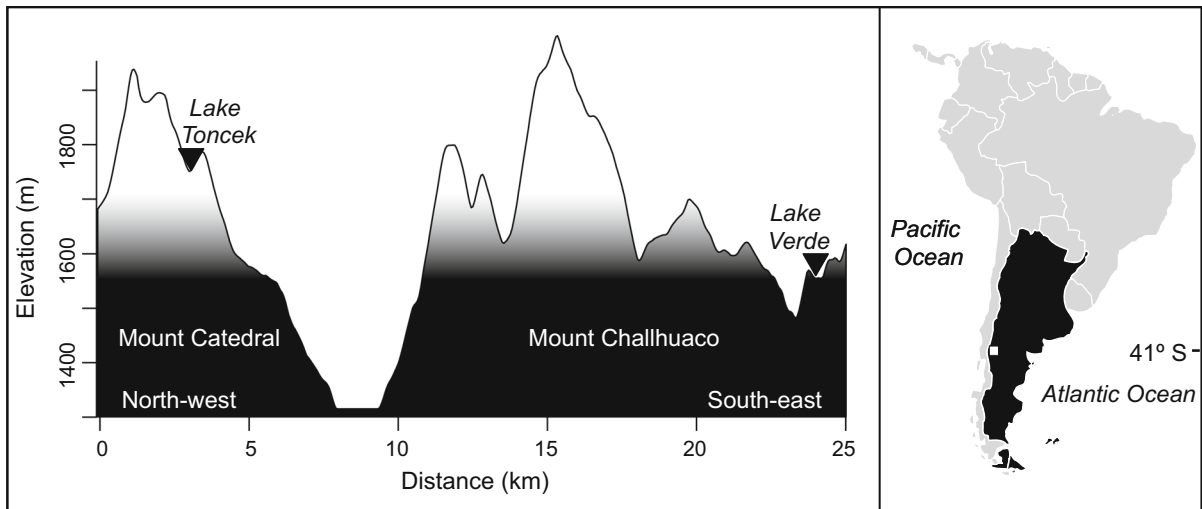 Elevation (m)
1800
1600
1400
Lake
Toncek
Lake
Verde
Mount Catedral
Mount Challhuaco
North-west
South-east
0
5
10
15
20
25
Distance (km)
Pacific
Ocean
41º S
Atlantic Ocean